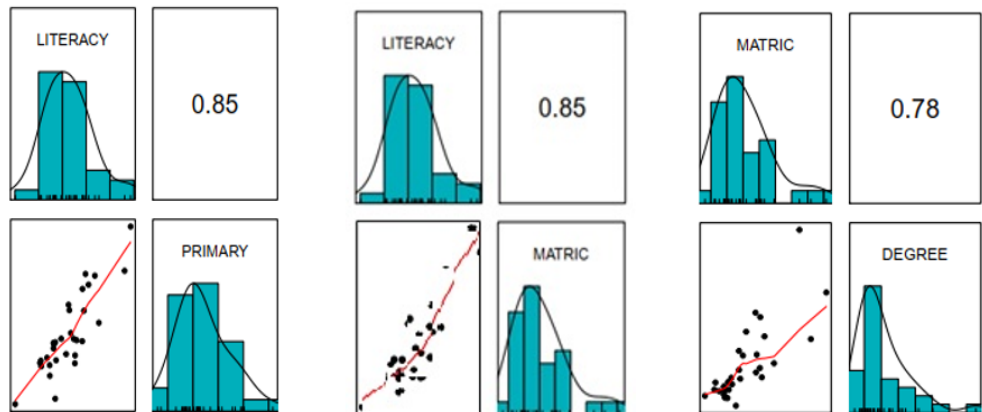 LITERACY
0.85
PRIMARY
LITERACY
0.85
MATRIC
MATRIC
0.78
DEGREE